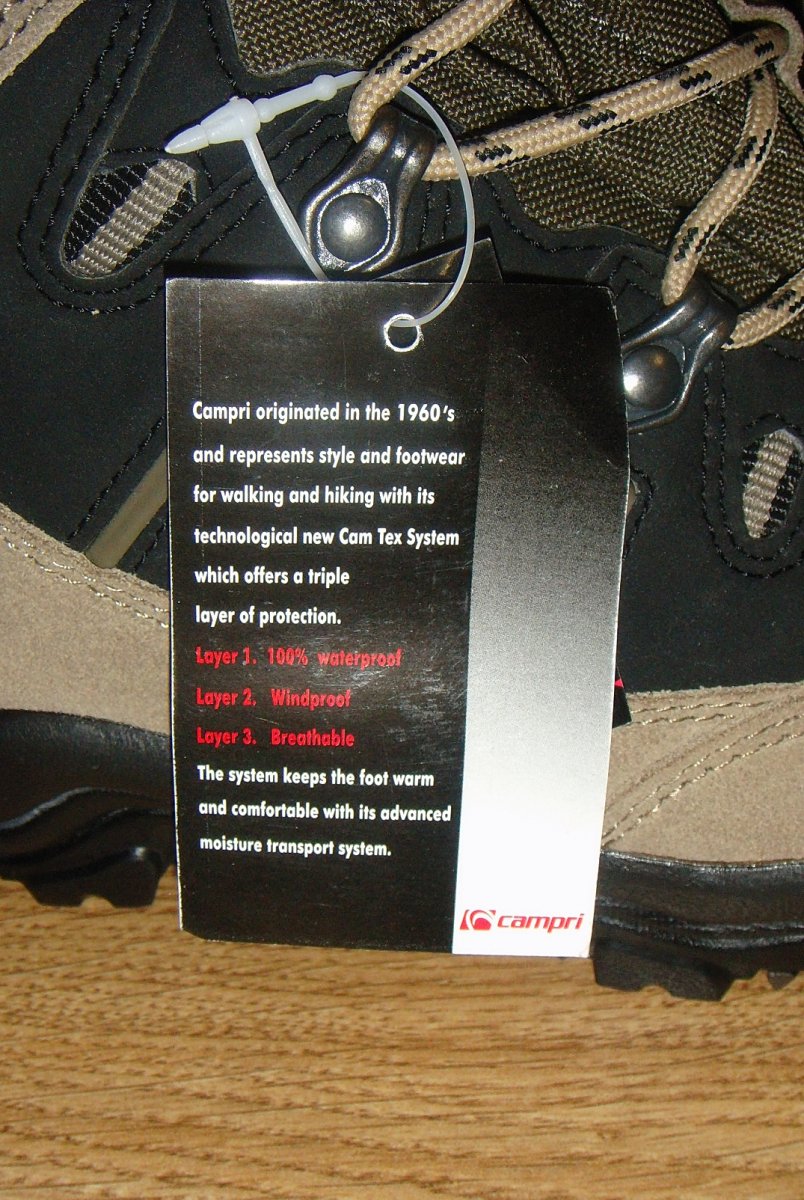 Campri originated in the 1960's
and represents style and footwear
for walking and hiking with its
technological new Cam Tex System
which offers a triple
layer of protection.
Layer 1. 100% waterproof
Layer 2. Windproof
Layer 3. Breathable
The system keeps the foot warm
and comfortable with its advanced
moisture transport system.
campri